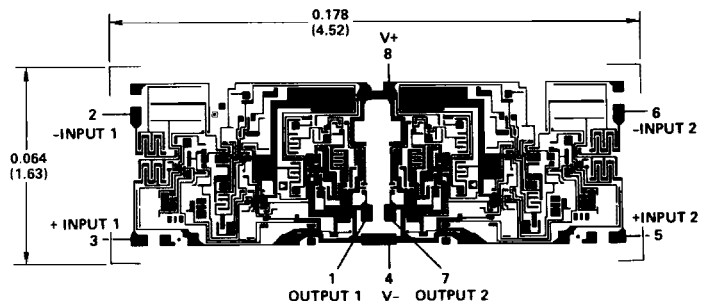 0.178
(4.52)
V+
8
2
-INPUT 1
6
-INPUT 2
0.064
(1.63)
+ INPUT 1
3
+INPUT 2
5
1
OUTPUT 1
4
V-
7
OUTPUT 2